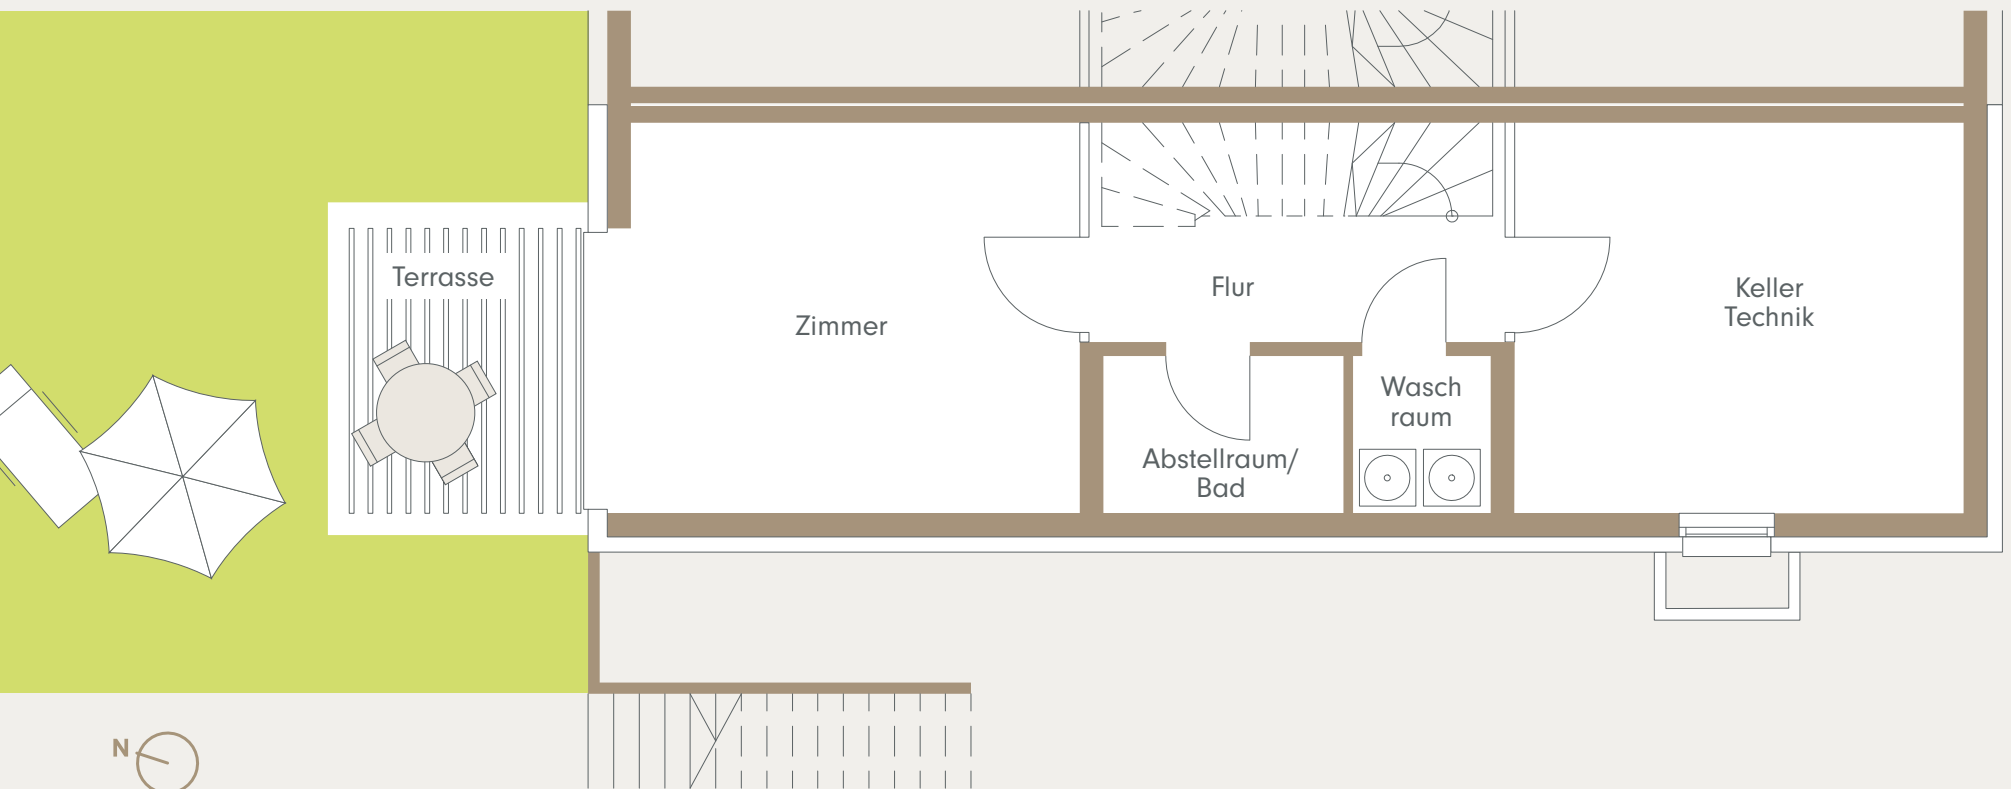 Terrasse
Zimmer
Flur
Keller
Technik
Wasch
raum
Abstellraum/
Bad
N